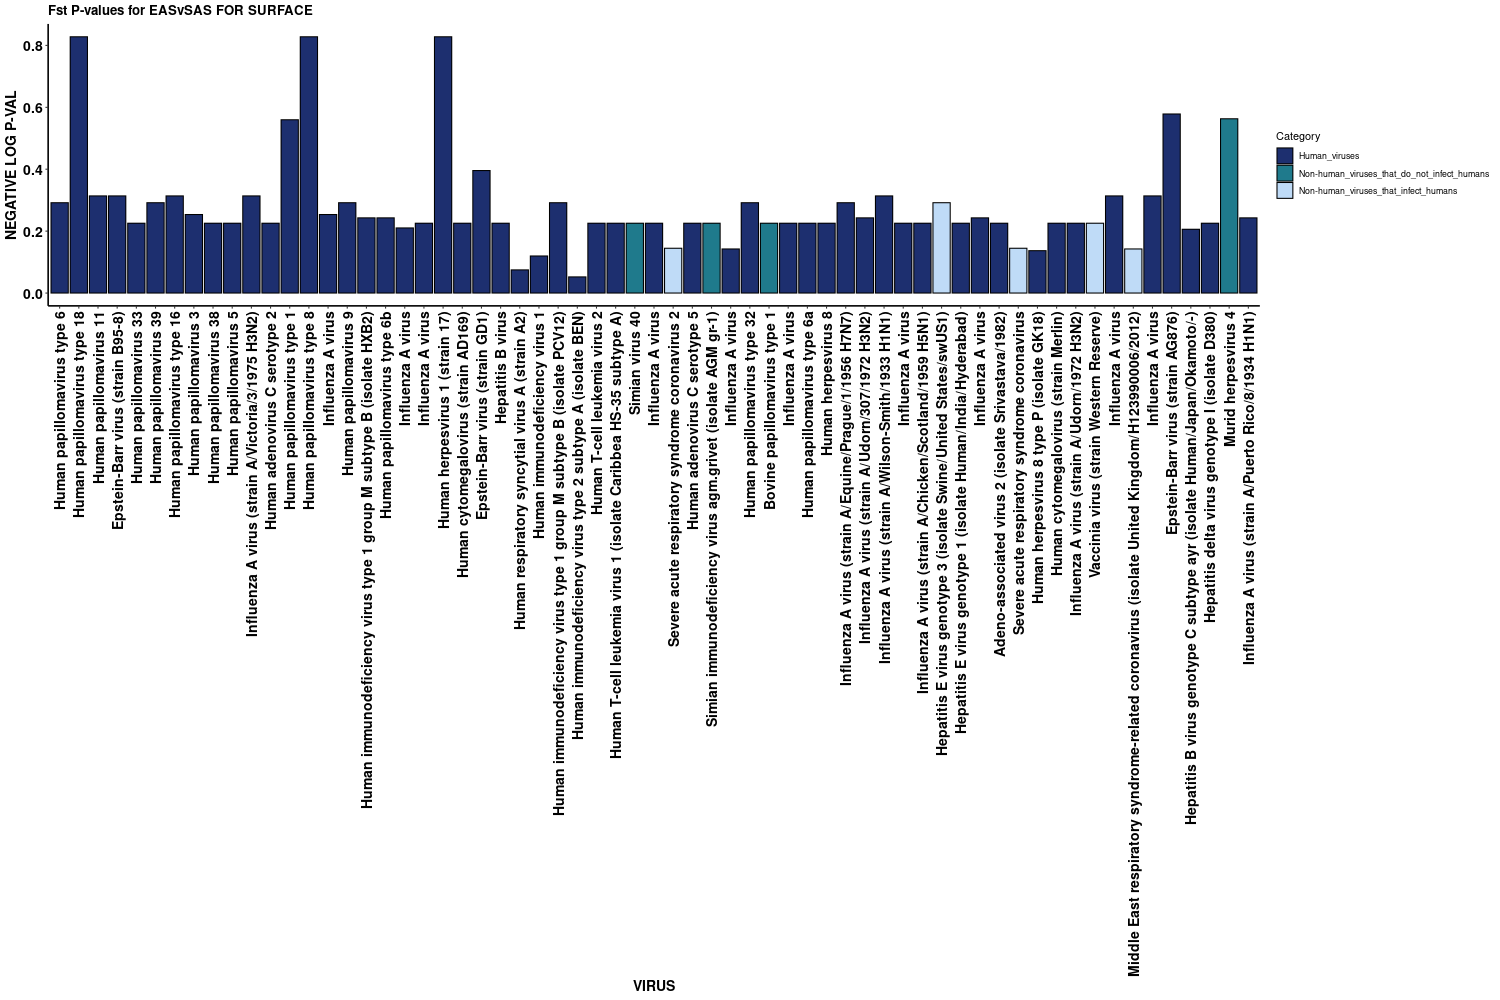 Fst P-values for EASvSAS FOR SURFACE
NEGATIVE LOG P-VAL
0.8
0.6
0.4
0.2
0.0
Human papillomavirus type 6
Human papillomavirus type 18
Human papillomavirus 11
Epstein-Barr virus (strain B95-8)
Human papillomavirus 33
Human papillomavirus 39
Human papillomavirus type 16
Human papillomavirus 3
Human papillomavirus 38
Human papillomavirus 5
Influenza A virus (strain A/Victoria/3/1975 H3N2)
Human adenovirus C serotype 2
Human papillomavirus type 1
Human papillomavirus type 8
Influenza A virus
Human papillomavirus 9
Human immunodeficiency virus type 1 group M subtype B (isolate HXB2)
Human papillomavirus type 6b
Influenza A virus
Influenza A virus
Human herpesvirus 1 (strain 17)
Human cytomegalovirus (strain AD169)
Epstein-Barr virus (strain GD1)
Hepatitis B virus
Human respiratory syncytial virus A (strain A2)
Human immunodeficiency virus 1
Human immunodeficiency virus type 1 group M subtype B (isolate PCV12)
Human immunodeficiency virus type 2 subtype A (isolate BEN)
Human T-cell leukemia virus 2
Human T-cell leukemia virus 1 (isolate Caribbea HS-35 subtype A)
Simian virus 40
Influenza A virus
Severe acute respiratory syndrome coronavirus 2
Human adenovirus C serotype 5
Simian immunodeficiency virus agm.grivet (isolate AGM gr-1)
Influenza A virus
Human papillomavirus type 32
Bovine papillomavirus type 1
Influenza A virus
Human papillomavirus type 6a
Human herpesvirus 8
Influenza A virus (strain A/Equine/Prague/1/1956 H7N7)
Influenza A virus (strain A/Udorn/307/1972 H3N2)
Influenza A virus (strain A/Wilson-Smith/1933 H1N1)
Influenza A virus
Influenza A virus (strain A/Chicken/Scotland/1959 H5N1)
Hepatitis E virus genotype 3 (isolate Swine/United States/swUS1)
Hepatitis E virus genotype 1 (isolate Human/India/Hyderabad)
Influenza A virus
Adeno-associated virus 2 (isolate Srivastava/1982)
Severe acute respiratory syndrome coronavirus
Human herpesvirus 8 type P (isolate GK18)
Human cytomegalovirus (strain Merlin)
Influenza A virus (strain A/Udorn/1972 H3N2)
Vaccinia virus (strain Western Reserve)
Influenza A virus
Middle East respiratory syndrome-related coronavirus (isolate United Kingdom/H123990006/2012)
Influenza A virus
Epstein-Barr virus (strain AG876)
Hepatitis B virus genotype C subtype ayr (isolate Human/Japan/Okamoto/-)
Hepatitis delta virus genotype I (isolate D380)
Murid herpesvirus 4
Influenza A virus (strain A/Puerto Rico/8/1934 H1N1)
VIRUS
Category
Human_viruses
Non-human_viruses_that_do_not_infect_humans
Non-human_viruses_that_infect_humans